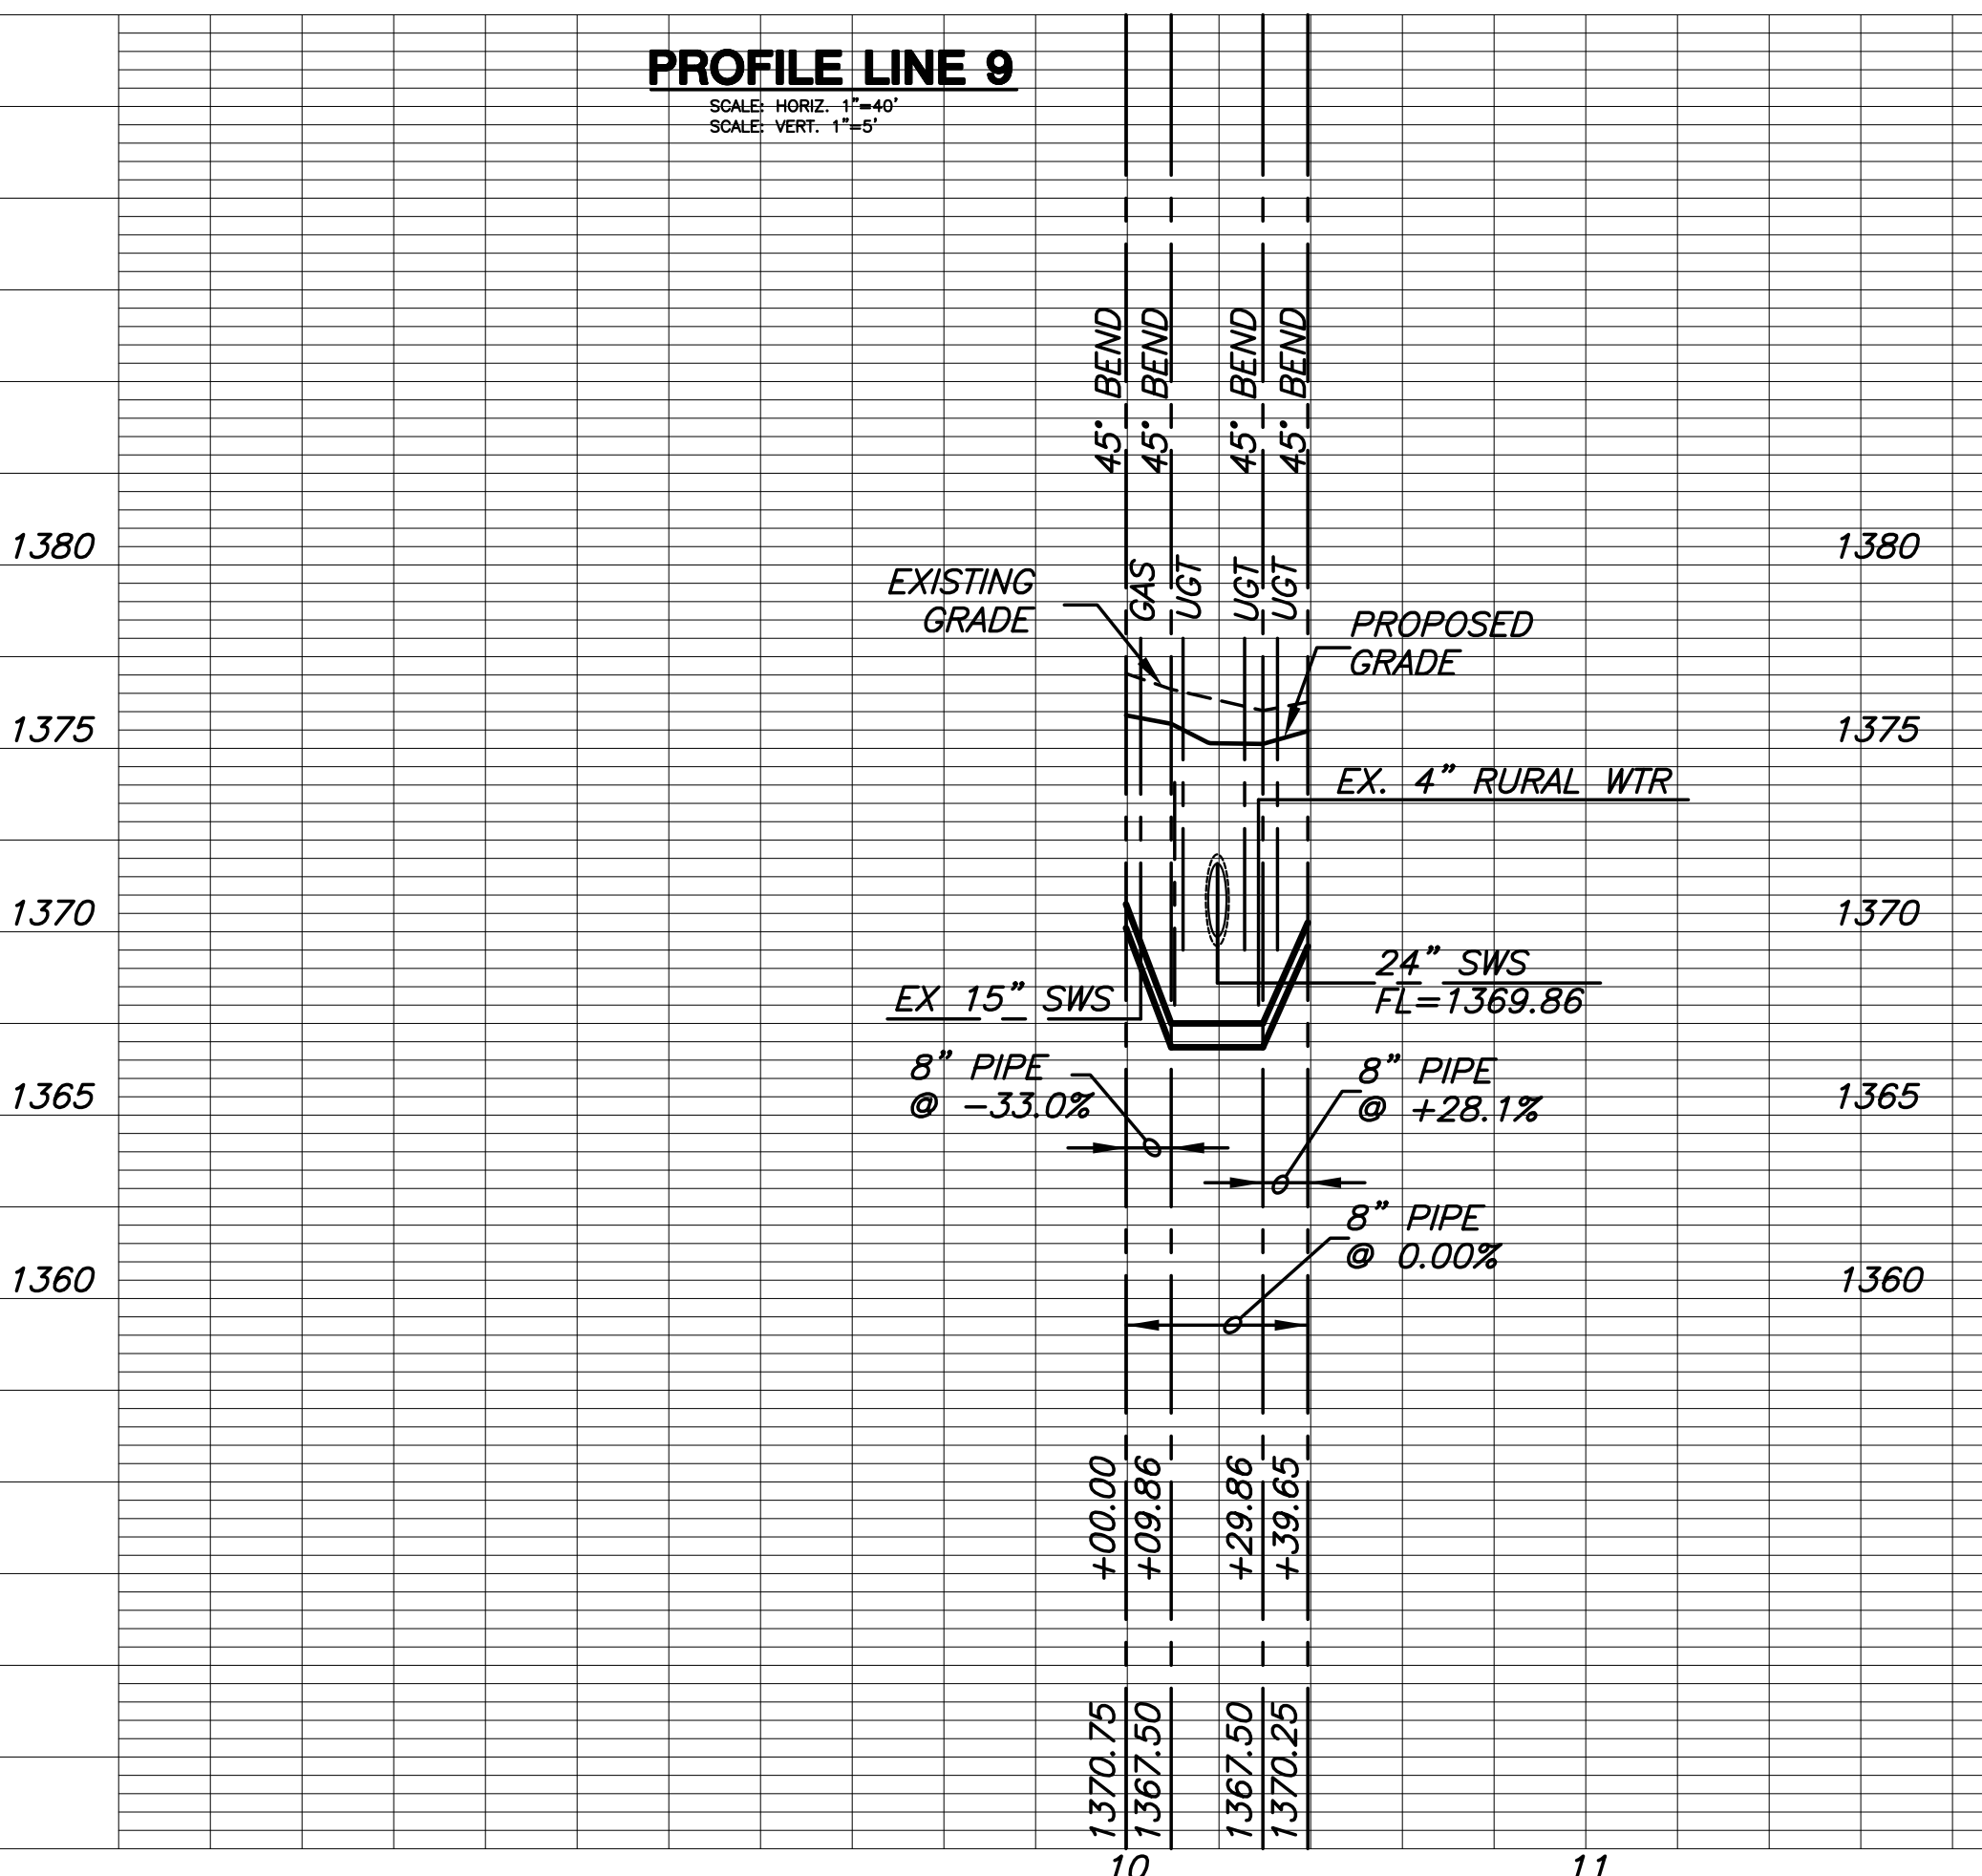 PROFILE LINE 9
SCALE: HORIZ. 1"=40'
SCALE: VERT. 1"=5'
45° BEND
45° BEND
45° BEND
45° BEND
1380
1380
EXISTING
GRADE
GAS
UGT
UGT
UGT
PROPOSED
GRADE
1375
1375
EX. 4" RURAL WTR
1370
1370
24" SWS
FL=1369.86
EX 15" SWS
8" PIPE
@ -33.0%
8" PIPE
@ +28.1%
1365
1365
8" PIPE
@ 0.00%
1360
1360
+00.00
+09.86
+29.86
+39.65
1370.75
1367.50
1367.50
1370.25
10
11